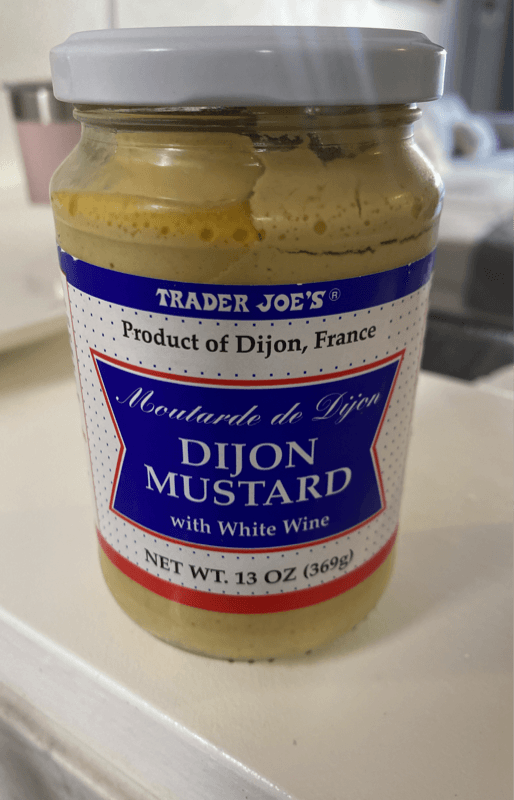 TRADER JOE'S ®
Product of Dijon, France
Moutarde de Dijon
DIJON
MUSTARD
with White Wine
NET WT. 13 OZ (369g)